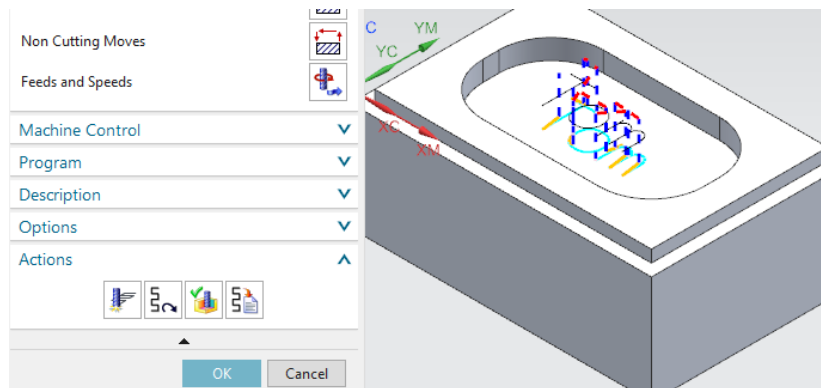 Non Cutting Moves
Feeds and Speeds
Machine Control
Program
Description
Options
Actions
OK
Cancel
C
YM
YC
XC
XM